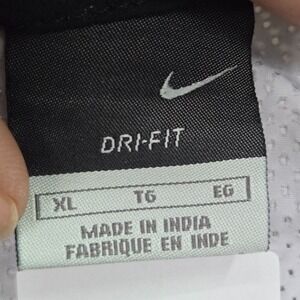 DRI-FIT
XL TG EG
MADE IN INDIA
FABRIQUE EN INDE